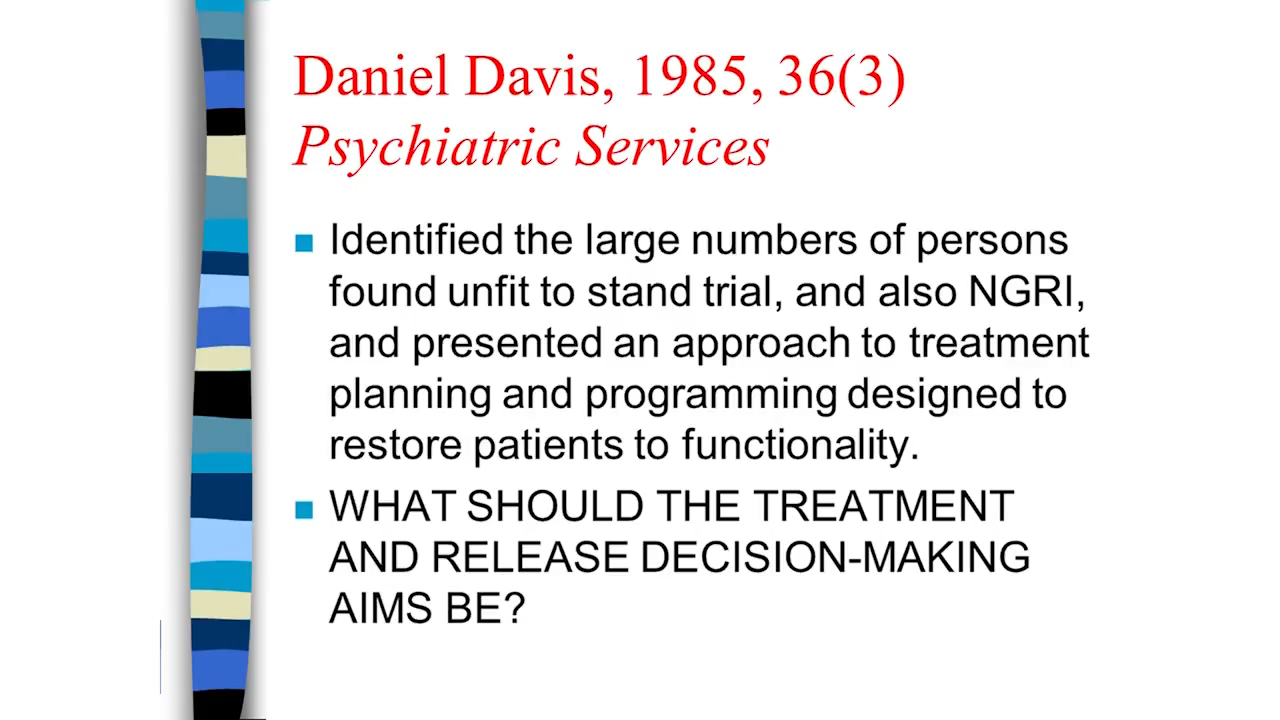 Daniel Davis, 1985, 36(3)
Psychiatric Services
Identified the large numbers of persons
found unfit to stand trial, and also NGRI,
and presented an approach to treatment
planning and programming designed to
restore patients to functionality.
WHAT SHOULD THE TREATMENT
AND RELEASE DECISION-MAKING
AIMS BE?